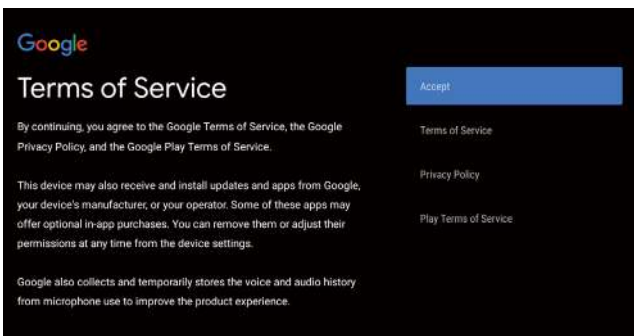 Google
Terms of Service
By continuing, you agree to the Google Terms of Service, the Google
Privacy Policy, and the Google Play Terms of Service.
This device may also receive and install updates and apps from Google,
your device's manufacturer, or your operator. Some of these apps may
offer optional in-app purchases. You can remove them or adjust their
permissions at any time from the device settings.
Google also collects and temporarily stores the voice and audio history
from microphone use to improve the product experience.
Accept
Terms of Service
Privacy Policy
Play Terms of Service